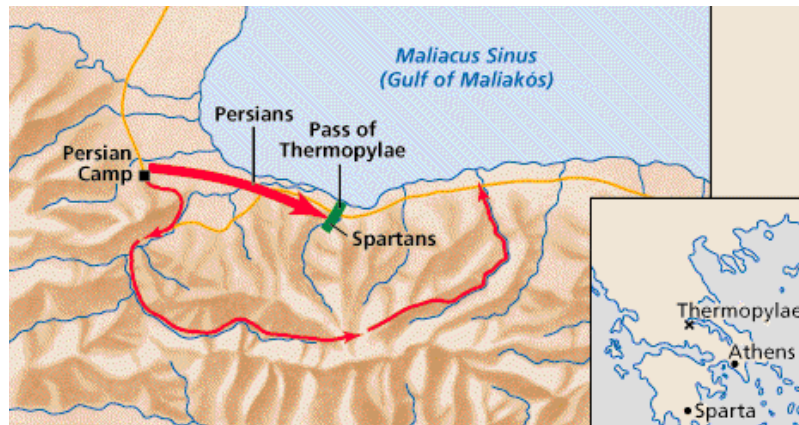 Maliacus Sinus
(Gulf of Maliakós)
Persians
Pass of
Thermopylae
Persian
Camp
Spartans
Thermopylae
Athens
Sparta